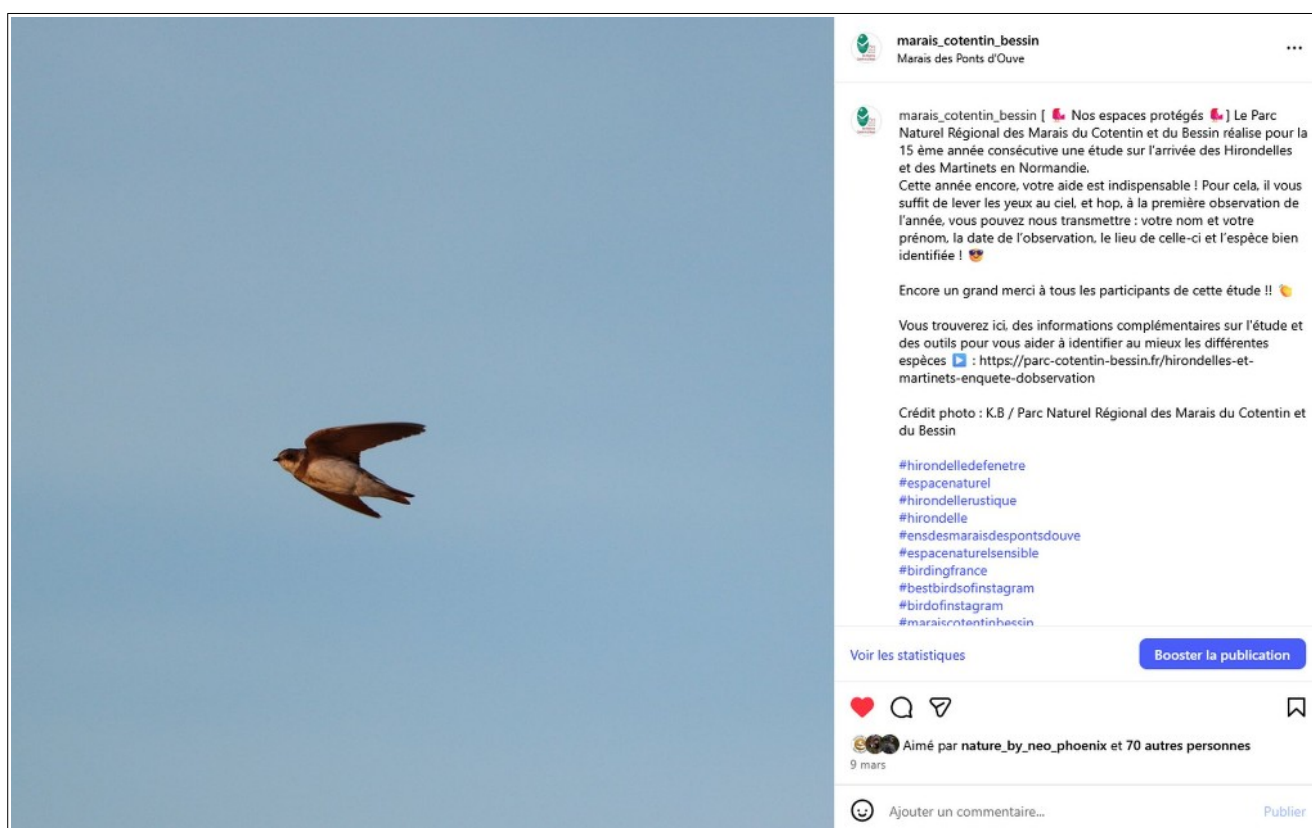 marais_cotentin_bessin
Marais des Ponts d'Ouve
marais_cotentin_bessin [ 👢 Nos espaces protégés 👢 ] Le Parc
Naturel Régional des Marais du Cotentin et du Bessin réalise pour la
15 ème année consécutive une étude sur l'arrivée des Hirondelles
et des Martinets en Normandie.
Cette année encore, votre aide est indispensable ! Pour cela, il vous
suffit de lever les yeux au ciel, et hop, à la première observation de
l'année, vous pouvez nous transmettre : votre nom et votre
prénom, la date de l'observation, le lieu de celle-ci et l'espèce bien
identifiée ! 😎
Encore un grand merci à tous les participants de cette étude !! 👏
Vous trouverez ici, des informations complémentaires sur l'étude et
des outils pour vous aider à identifier au mieux les différentes
espèces ▶️ : https://parc-cotentin-bessin.fr/hirondelles-et-
martinets-enquete-dobservation
Crédit photo : K.B / Parc Naturel Régional des Marais du Cotentin et
du Bessin
#hirondelledefenetre
#espacenaturel
#hirondellerustique
#hirondelle
#ensdesmaraisdespontsdouve
#espacenaturelsensible
#birdingfrance
#bestbirdsofinstagram
#birdofinstagram
#maraiscotentinbessin
Voir les statistiques
Booster la publication
Aimé par nature_by_neo_phoenix et 70 autres personnes
9 mars
Ajouter un commentaire...
Publier